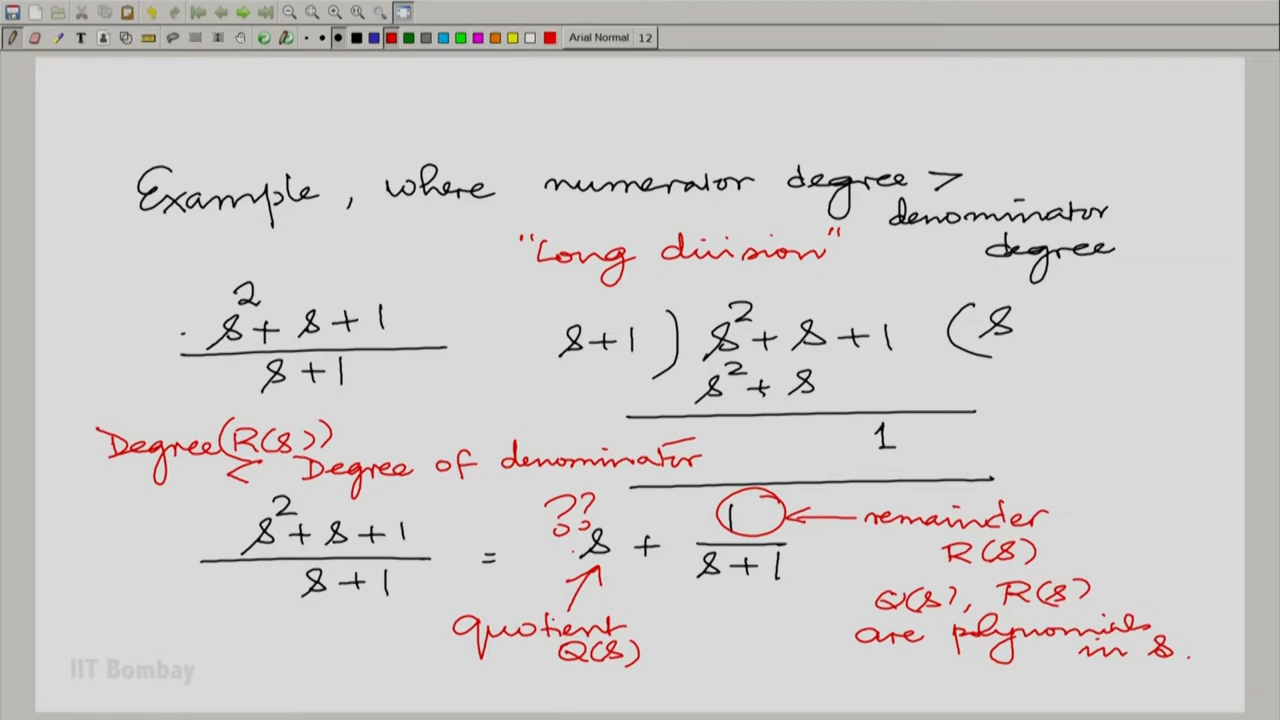 Arial Normal 12
Example, where numerator degree >
denominator
degree
"Long division"
s² + s + 1
s + 1
s+1 ) s² + s + 1 ( s
s² + s
1
Degree(R(s))
< Degree of denominator
s² + s + 1
s + 1
= s + 1
s + 1
??
← remainder
R(s)
quotient
Q(s)
Q(s), R(s)
are polynomials
in s.
IIT Bombay